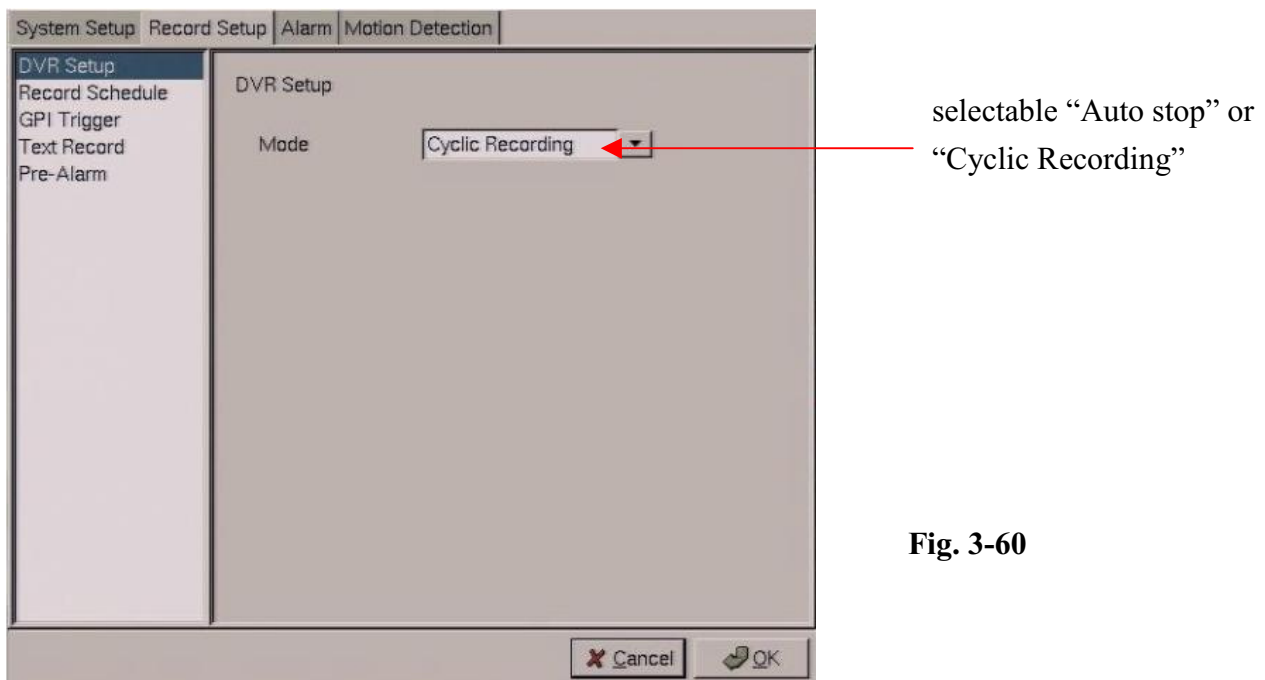 System Setup Record Setup Alarm Motion Detection
DVR Setup
Record Schedule
GPI Trigger
Text Record
Pre-Alarm
DVR Setup
Mode Cyclic Recording
selectable “Auto stop” or
“Cyclic Recording”
Fig. 3-60
Cancel OK